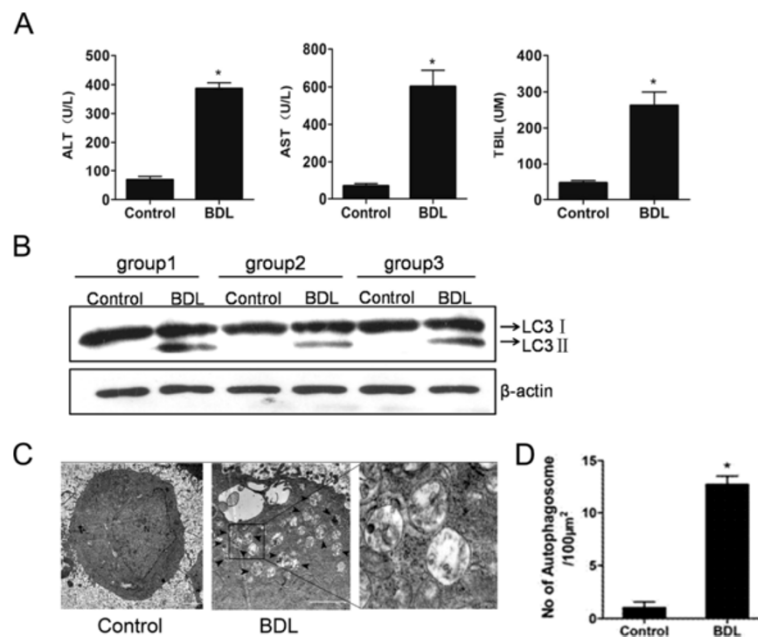 A
ALT (U/L)
500
400
300
200
100
0
Control BDL
*
AST (U/L)
800
600
400
200
0
Control BDL
*
TBIL (UM)
400
300
200
100
0
Control BDL
*
B
group1 group2 group3
Control BDL Control BDL Control BDL
→LC3 Ⅰ
→LC3 Ⅱ
β-actin
C
Control BDL
D
No of Autophagosome
/100μm²
15
10
5
0
Control BDL
*